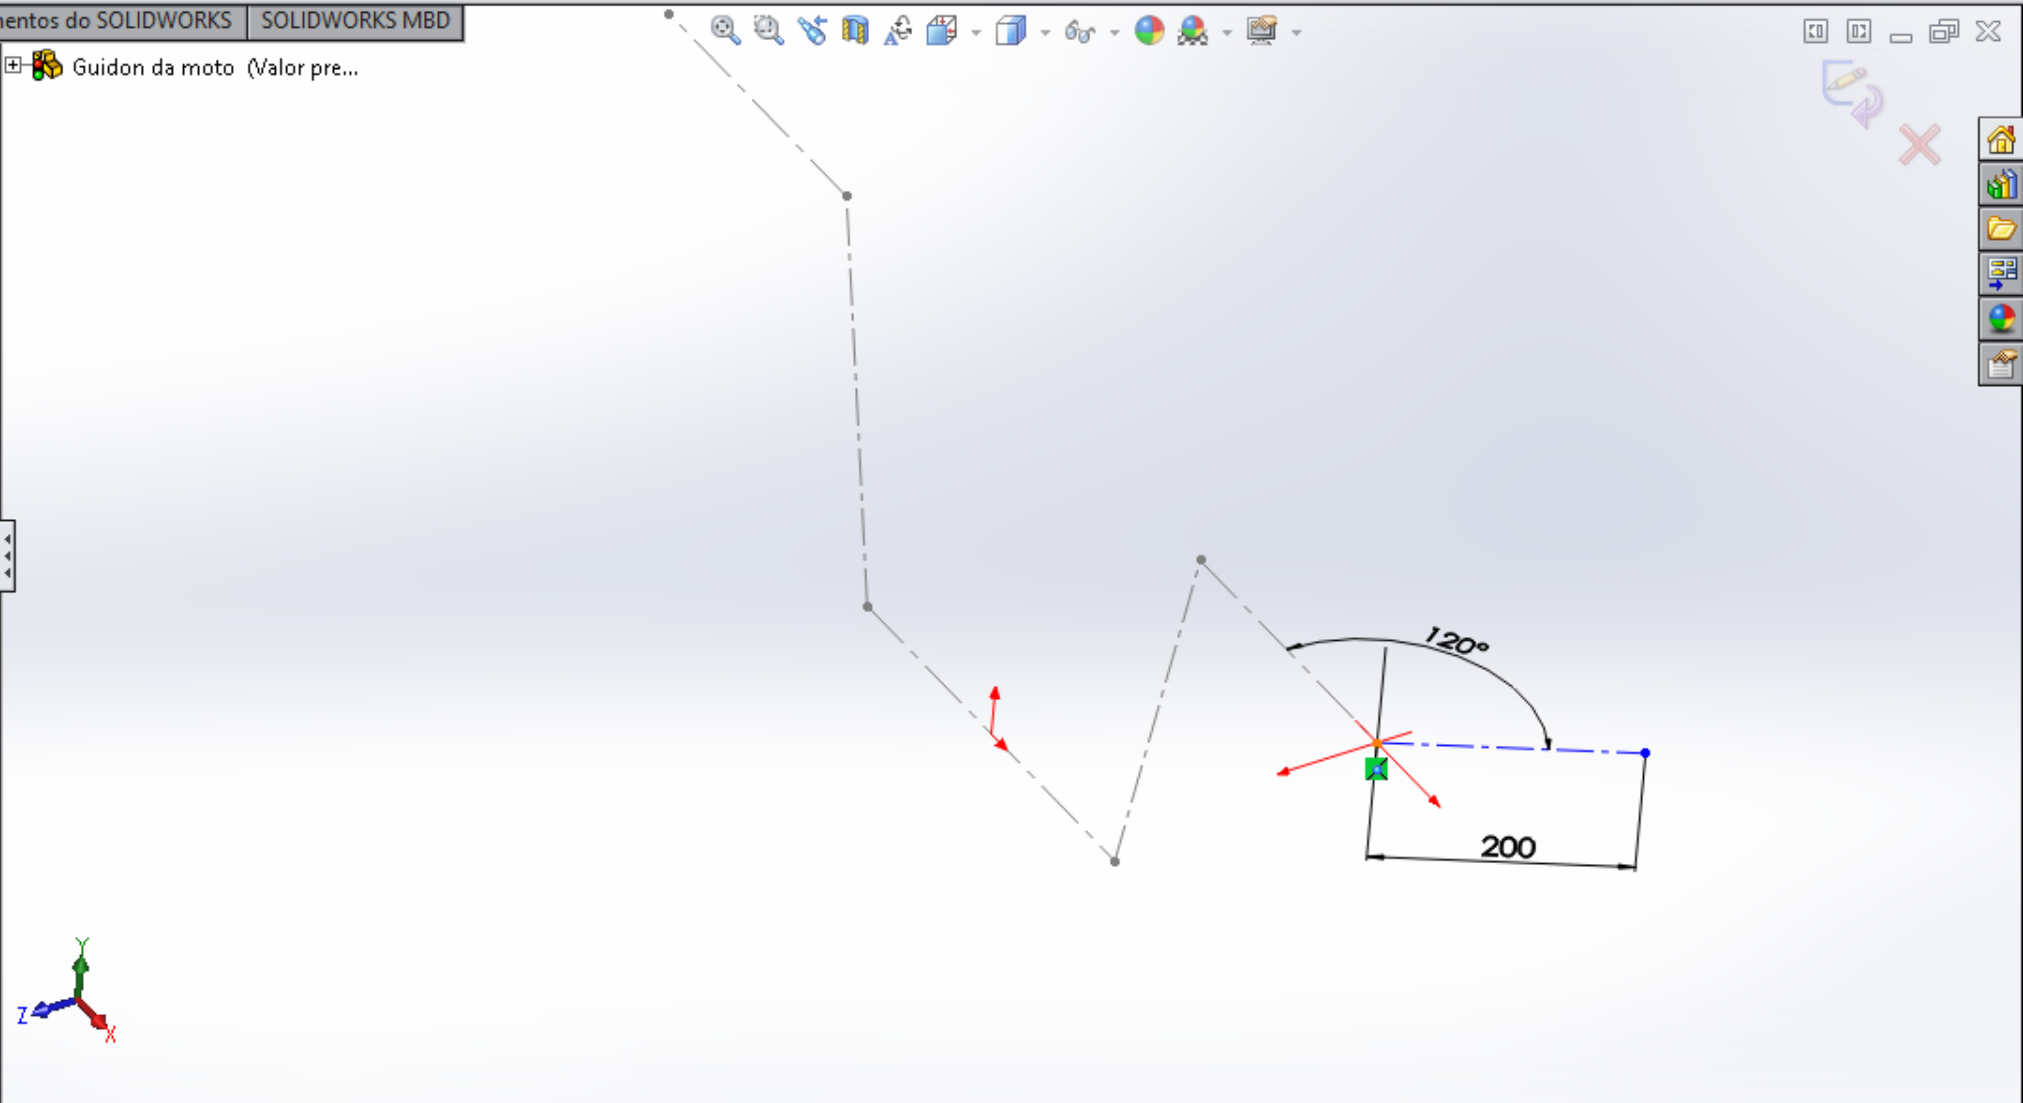 entos do SOLIDWORKS
SOLIDWORKS MBD
Guidon da moto (Valor pre...
120°
200
Y
Z
X